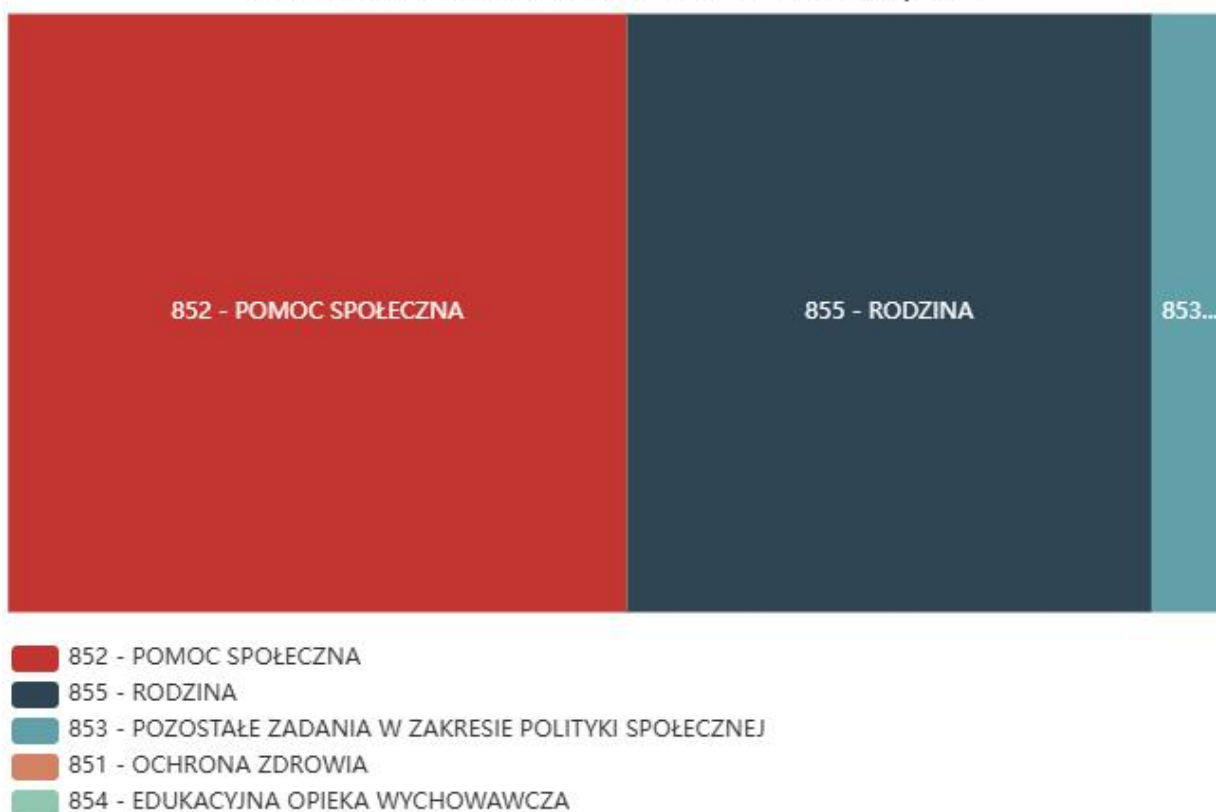 852 - POMOC SPOŁECZNA
855 - RODZINA
853...
852 - POMOC SPOŁECZNA
855 - RODZINA
853 - POZOSTAŁE ZADANIA W ZAKRESIE POLITYKI SPOŁECZNEJ
851 - OCHRONA ZDROWIA
854 - EDUKACYJNA OPIEKA WYCHOWAWCZA